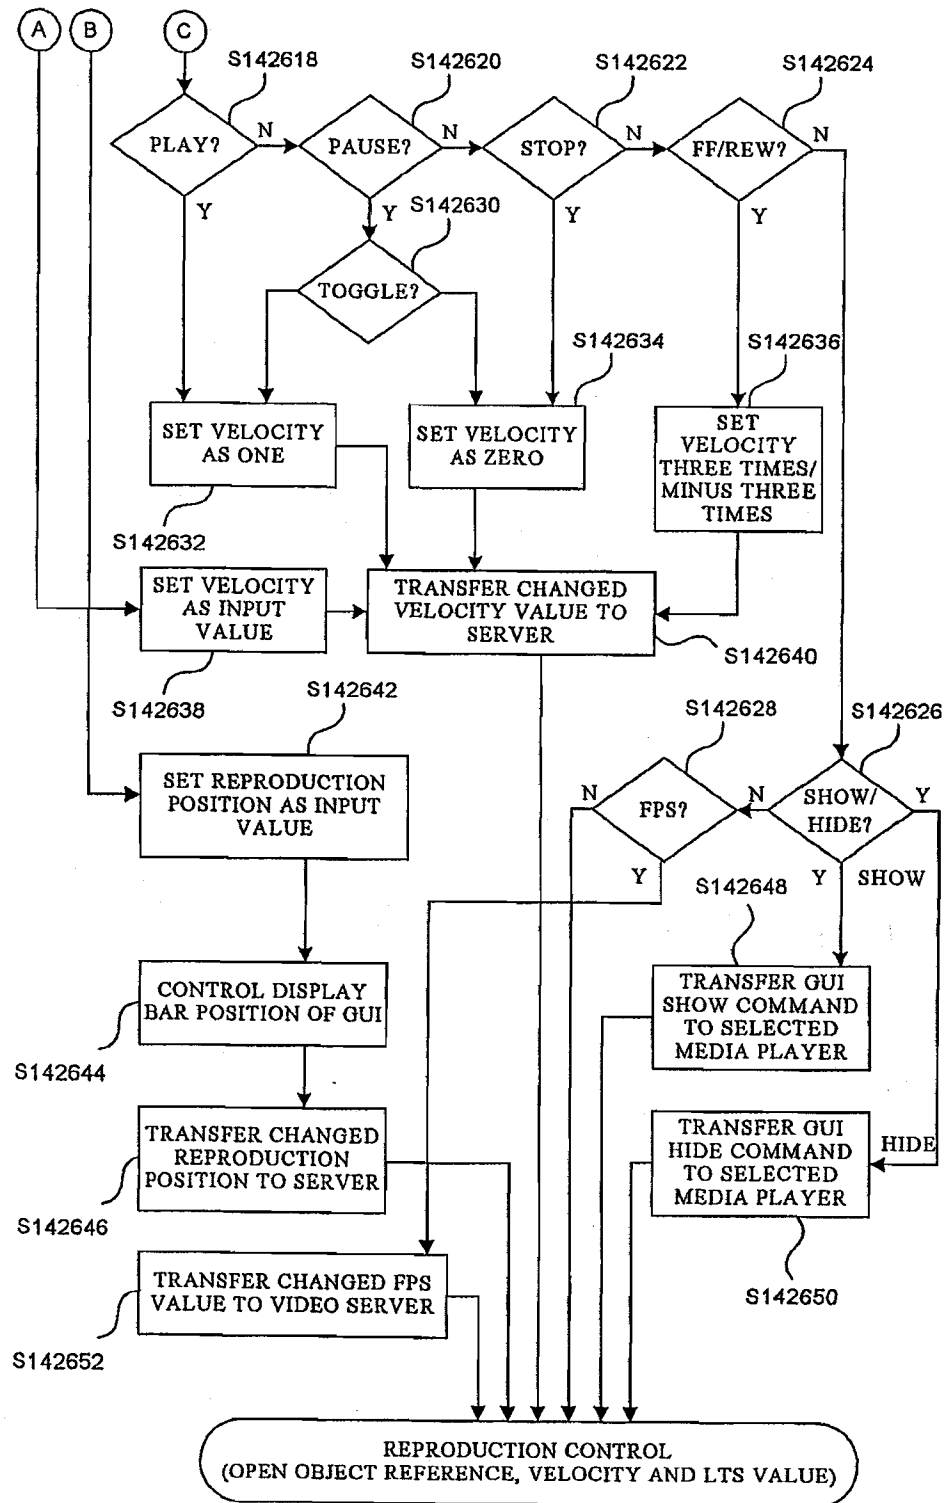 A B C
S142618 S142620 S142622 S142624
PLAY? N PAUSE? N STOP? N FF/REW? N
Y Y S142630 Y Y
TOGGLE?
S142634 S142636
SET VELOCITY
AS ONE
SET VELOCITY
AS ZERO
SET
VELOCITY
THREE TIMES/
MINUS THREE
TIMES
S142632
SET VELOCITY
AS INPUT
VALUE
TRANSFER CHANGED
VELOCITY VALUE TO
SERVER
S142640
S142638
S142642
S142628
S142626
SET REPRODUCTION
POSITION AS INPUT
VALUE
N FPS? N SHOW/
HIDE? Y
Y
Y SHOW
S142648
CONTROL DISPLAY
BAR POSITION OF GUI
S142644
TRANSFER GUI
SHOW COMMAND
TO SELECTED
MEDIA PLAYER
TRANSFER CHANGED
REPRODUCTION
POSITION TO SERVER
S142646
TRANSFER GUI
HIDE COMMAND
TO SELECTED
MEDIA PLAYER
HIDE
S142650
TRANSFER CHANGED FPS
VALUE TO VIDEO SERVER
S142652
REPRODUCTION CONTROL
(OPEN OBJECT REFERENCE, VELOCITY AND LTS VALUE)